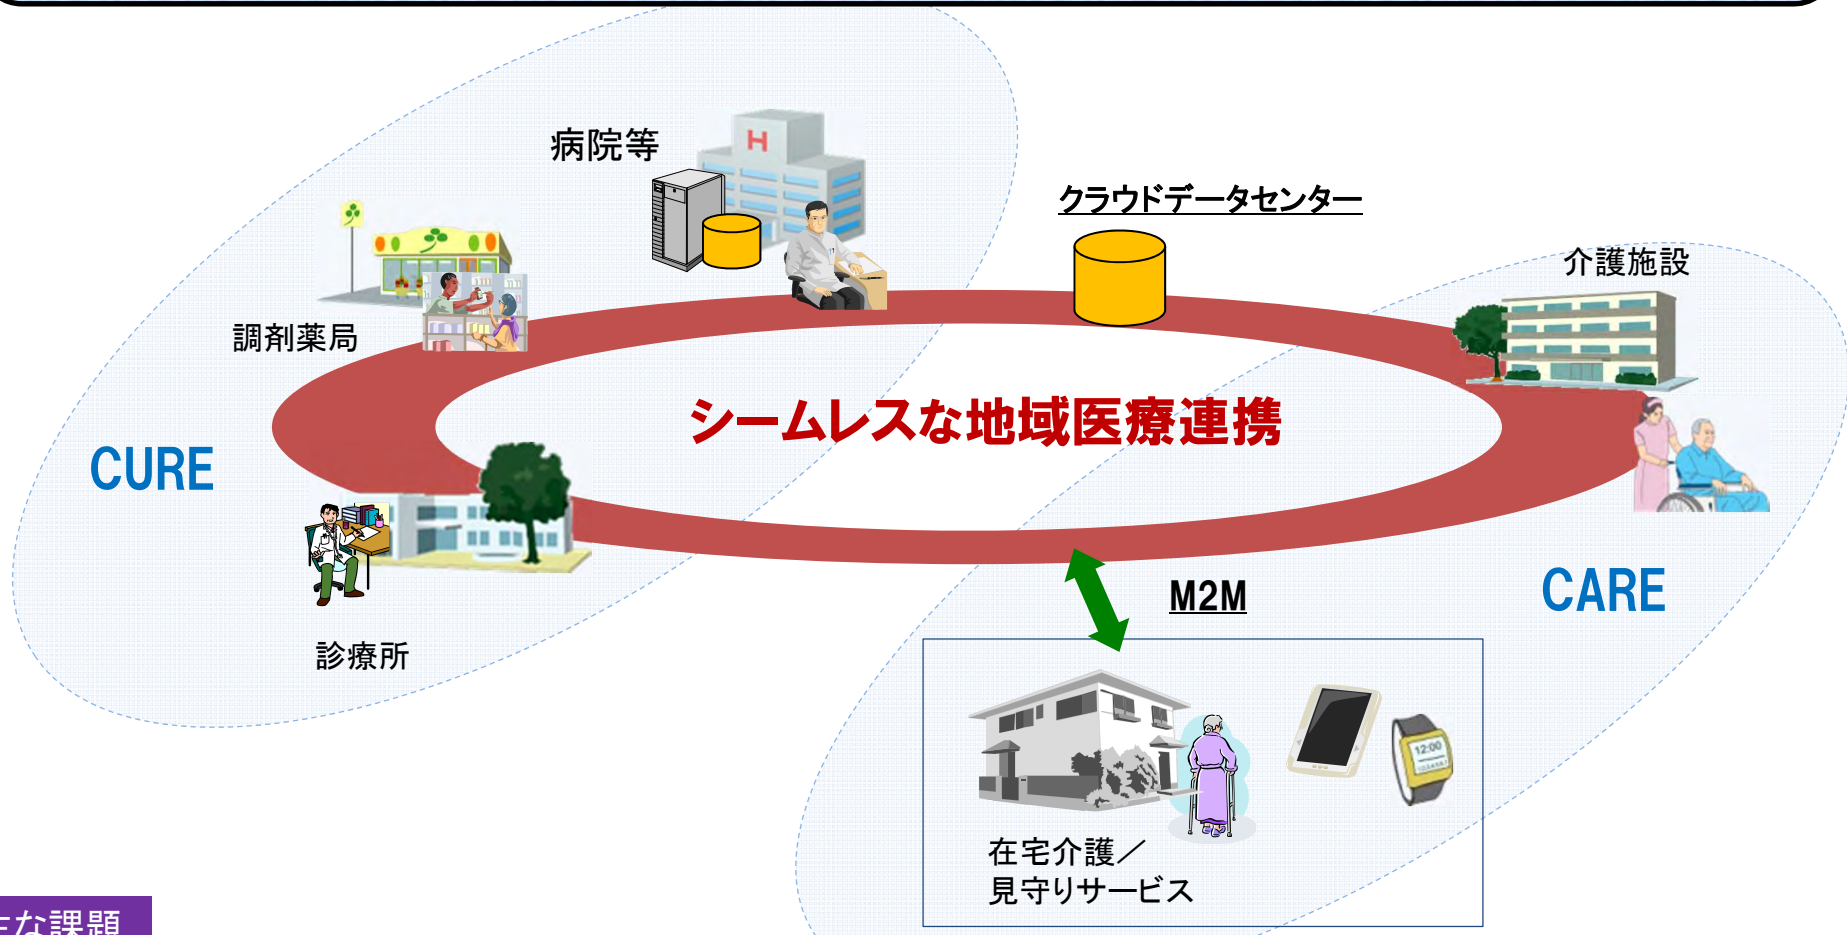 病院等
H
クラウドデータセンター
介護施設
調剤薬局
シームレスな地域医療連携
CURE
CARE
M2M
診療所
12:00
在宅介護／
見守りサービス
な課題